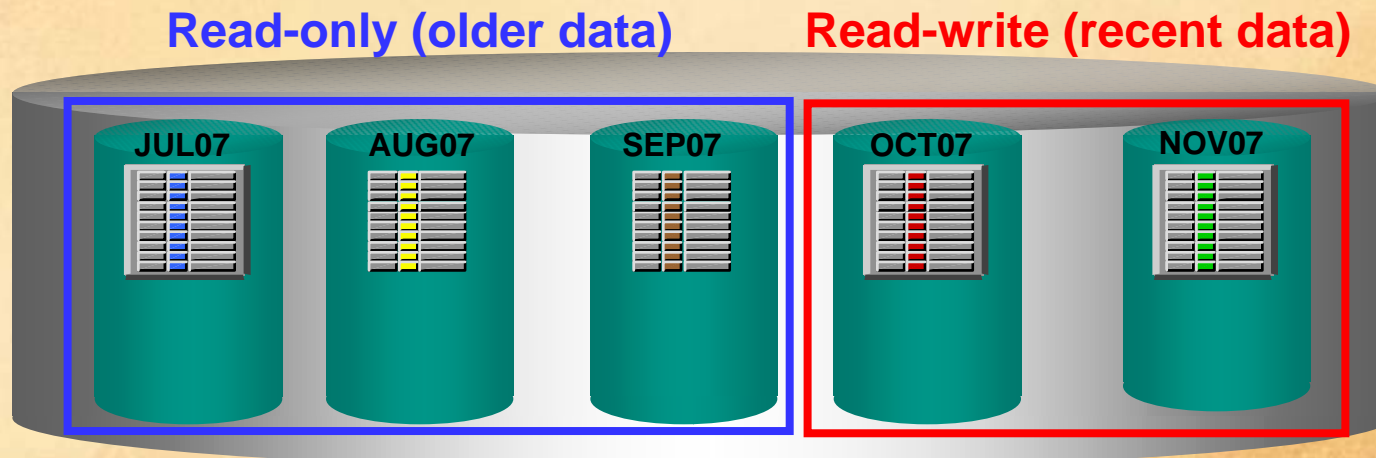 Read-only (older data)
Read-write (recent data)
JUL07
AUG07
SEP07
OCT07
NOV07